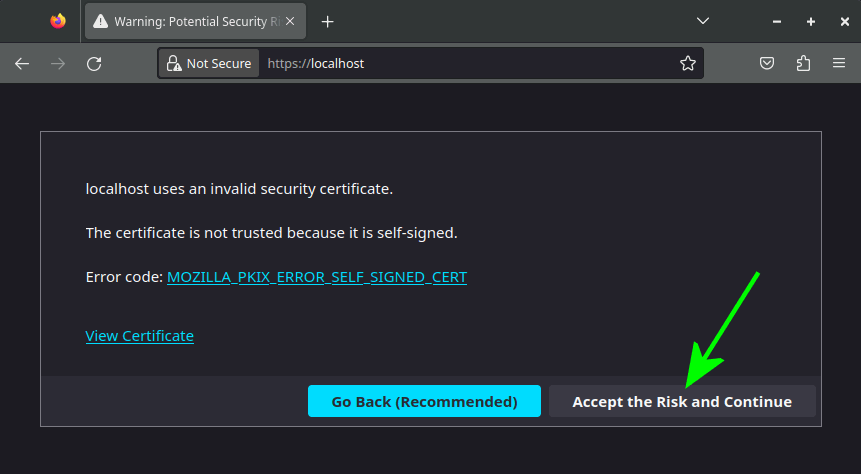 Warning: Potential Security Ri
Not Secure
https://localhost
localhost uses an invalid security certificate.
The certificate is not trusted because it is self-signed.
Error code: MOZILLA_PKIX_ERROR_SELF_SIGNED_CERT
View Certificate
Go Back (Recommended)
Accept the Risk and Continue